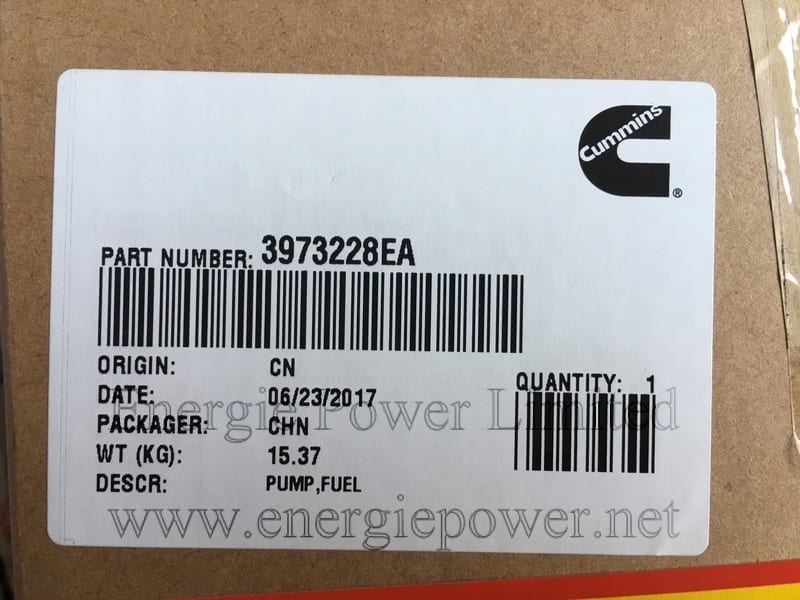 Cummins
®
PART NUMBER: 3973228EA
ORIGIN: CN
DATE: 06/23/2017
PACKAGER: CHN
WT (KG): 15.37
DESCR: PUMP,FUEL
QUANTITY: 1
Energie Power Limited
www.energiepower.net